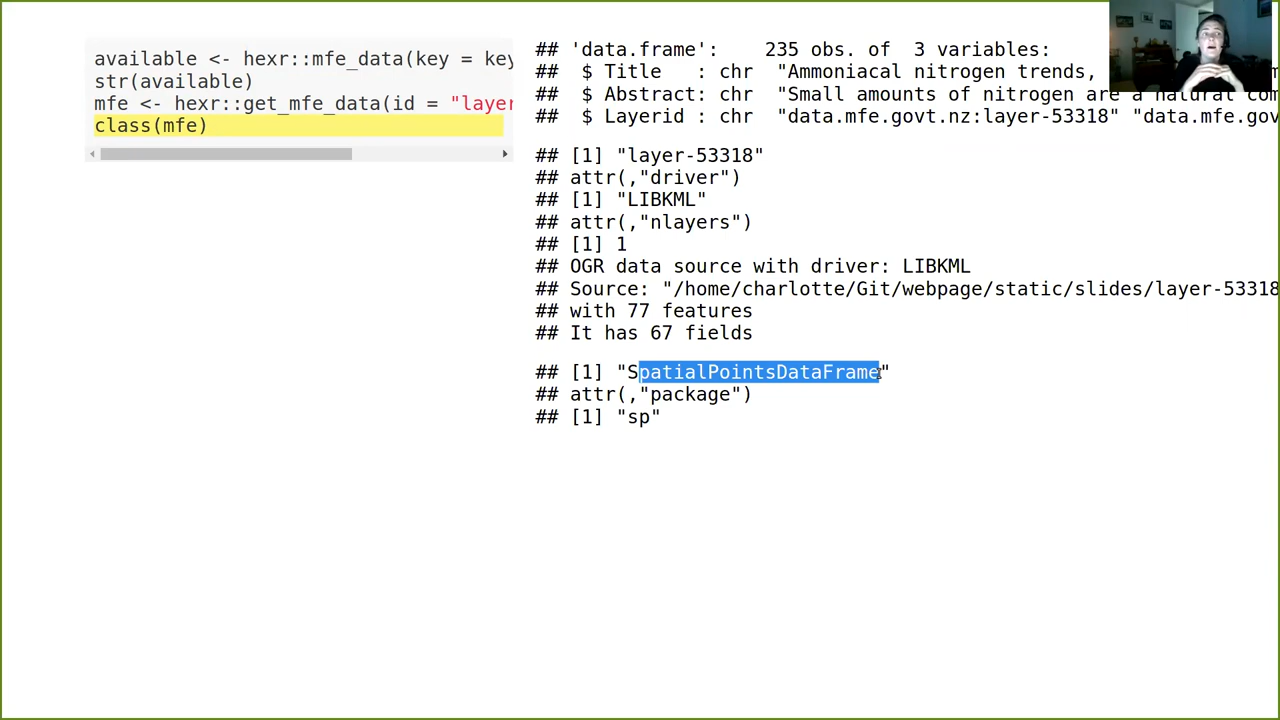 available <- hexr::mfe_data(key = key
str(available)
mfe <- hexr::get_mfe_data(id = "layer
class(mfe)
## 'data.frame':    235 obs. of  3 variables:
##  $ Title   : chr  "Ammoniacal nitrogen trends,
##  $ Abstract: chr  "Small amounts of nitrogen are a natural com
##  $ Layerid : chr  "data.mfe.govt.nz:layer-53318" "data.mfe.gov
## [1] "layer-53318"
## attr(,"driver")
## [1] "LIBKML"
## attr(,"nlayers")
## [1] 1
## OGR data source with driver: LIBKML
## Source: "/home/charlotte/Git/webpage/static/slides/layer-53318
## with 77 features
## It has 67 fields
## [1] "SpatialPointsDataFrame"
## attr(,"package")
## [1] "sp"